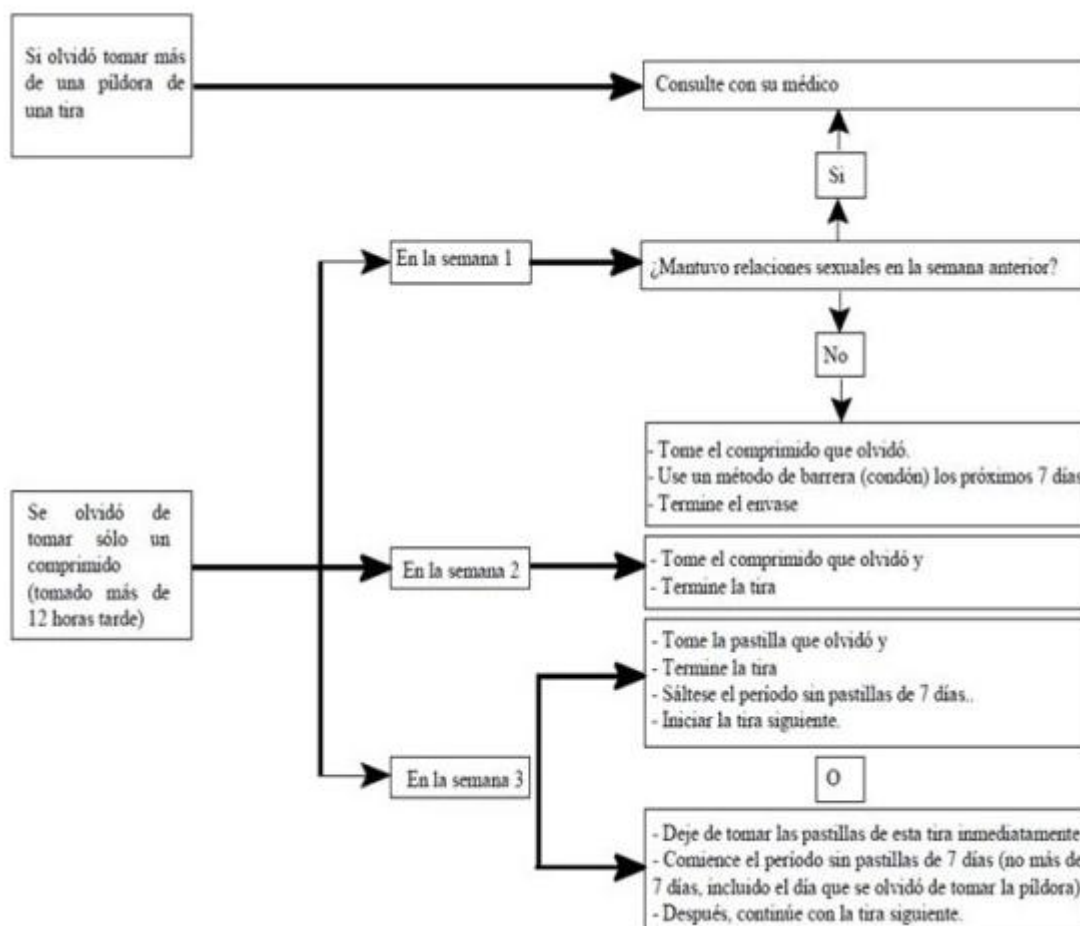 Si olvidó tomar más
de una píldora de
una tira
Consulte con su médico
Si
En la semana 1
¿Mantuvo relaciones sexuales en la semana anterior?
No
- Tome el comprimido que olvidó.
- Use un método de barrera (condón) los próximos 7 días
- Termine el envase
Se olvidó de
tomar sólo un
comprimido
(tomado más de
12 horas tarde)
En la semana 2
- Tome el comprimido que olvidó y
- Termine la tira
En la semana 3
- Tome la pastilla que olvidó y
- Termine la tira
- Sáltese el período sin pastillas de 7 días..
- Iniciar la tira siguiente.
O
- Deje de tomar las pastillas de esta tira inmediatamente
- Comience el período sin pastillas de 7 días (no más de
7 días, incluido el día que se olvidó de tomar la píldora)
- Después, continúe con la tira siguiente.